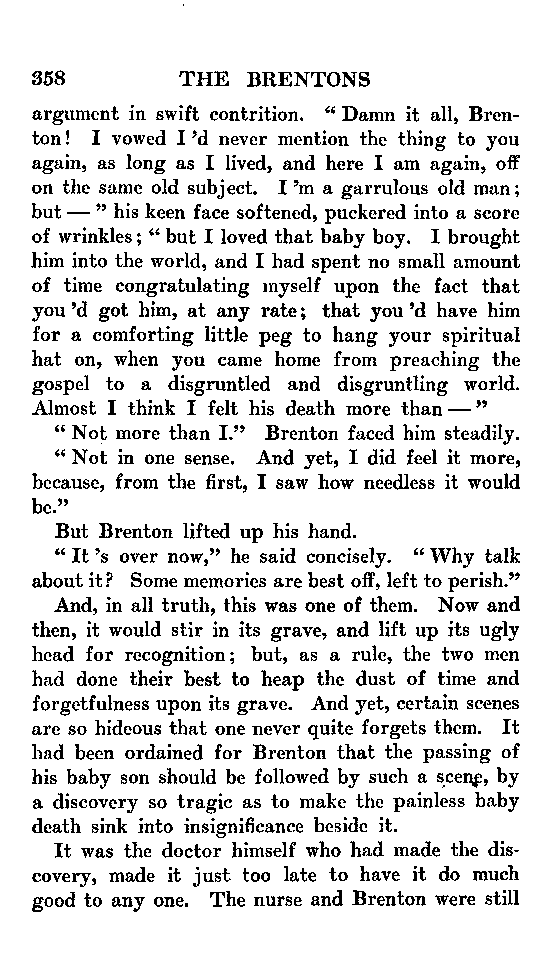 358 THE BRENTONS
argument in swift contrition. “ Damn it all, Bren-
ton! I vowed I ’d never mention the thing to you
again, as long as I lived, and here I am again, off
on the same old subject. I ’m a garrulous old man;
but — ” his keen face softened, puckered into a score
of wrinkles; “ but I loved that baby boy. I brought
him into the world, and I had spent no small amount
of time congratulating myself upon the fact that
you ’d got him, at any rate; that you ’d have him
for a comforting little peg to hang your spiritual
hat on, when you came home from preaching the
gospel to a disgruntled and disgruntling world.
Almost I think I felt his death more than — ”
“ Not more than I.” Brenton faced him steadily.
“ Not in one sense. And yet, I did feel it more,
because, from the first, I saw how needless it would
be.”
But Brenton lifted up his hand.
“ It ’s over now,” he said concisely. “ Why talk
about it? Some memories are best off, left to perish.”
And, in all truth, this was one of them. Now and
then, it would stir in its grave, and lift up its ugly
head for recognition; but, as a rule, the two men
had done their best to heap the dust of time and
forgetfulness upon its grave. And yet, certain scenes
are so hideous that one never quite forgets them. It
had been ordained for Brenton that the passing of
his baby son should be followed by such a scene, by
a discovery so tragic as to make the painless baby
death sink into insignificance beside it.
It was the doctor himself who had made the dis-
covery, made it just too late to have it do much
good to any one. The nurse and Brenton were still